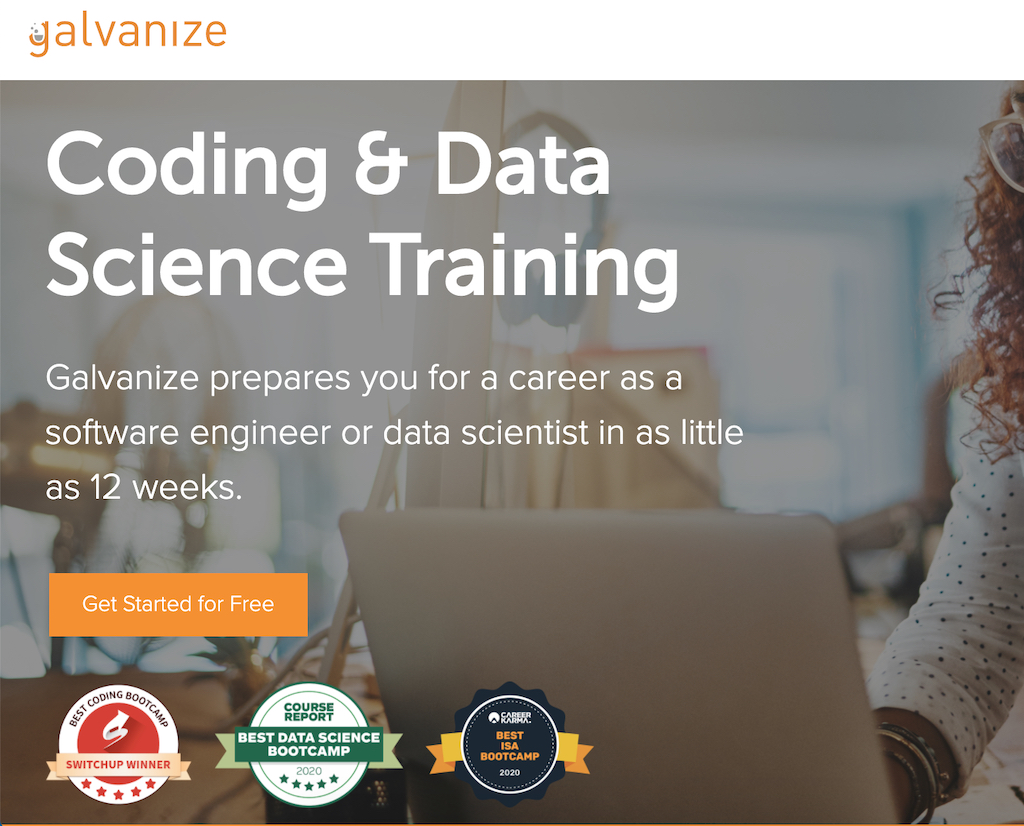 galvanize
Coding & Data
Science Training
Galvanize prepares you for a career as a
software engineer or data scientist in as little
as 12 weeks.
Get Started for Free
BEST CODING BOOTCAMP
SWITCHUP WINNER
COURSE
REPORT
BEST DATA SCIENCE
BOOTCAMP
2020
CAREER
KARMA.
BEST
ISA
BOOTCAMP
2020